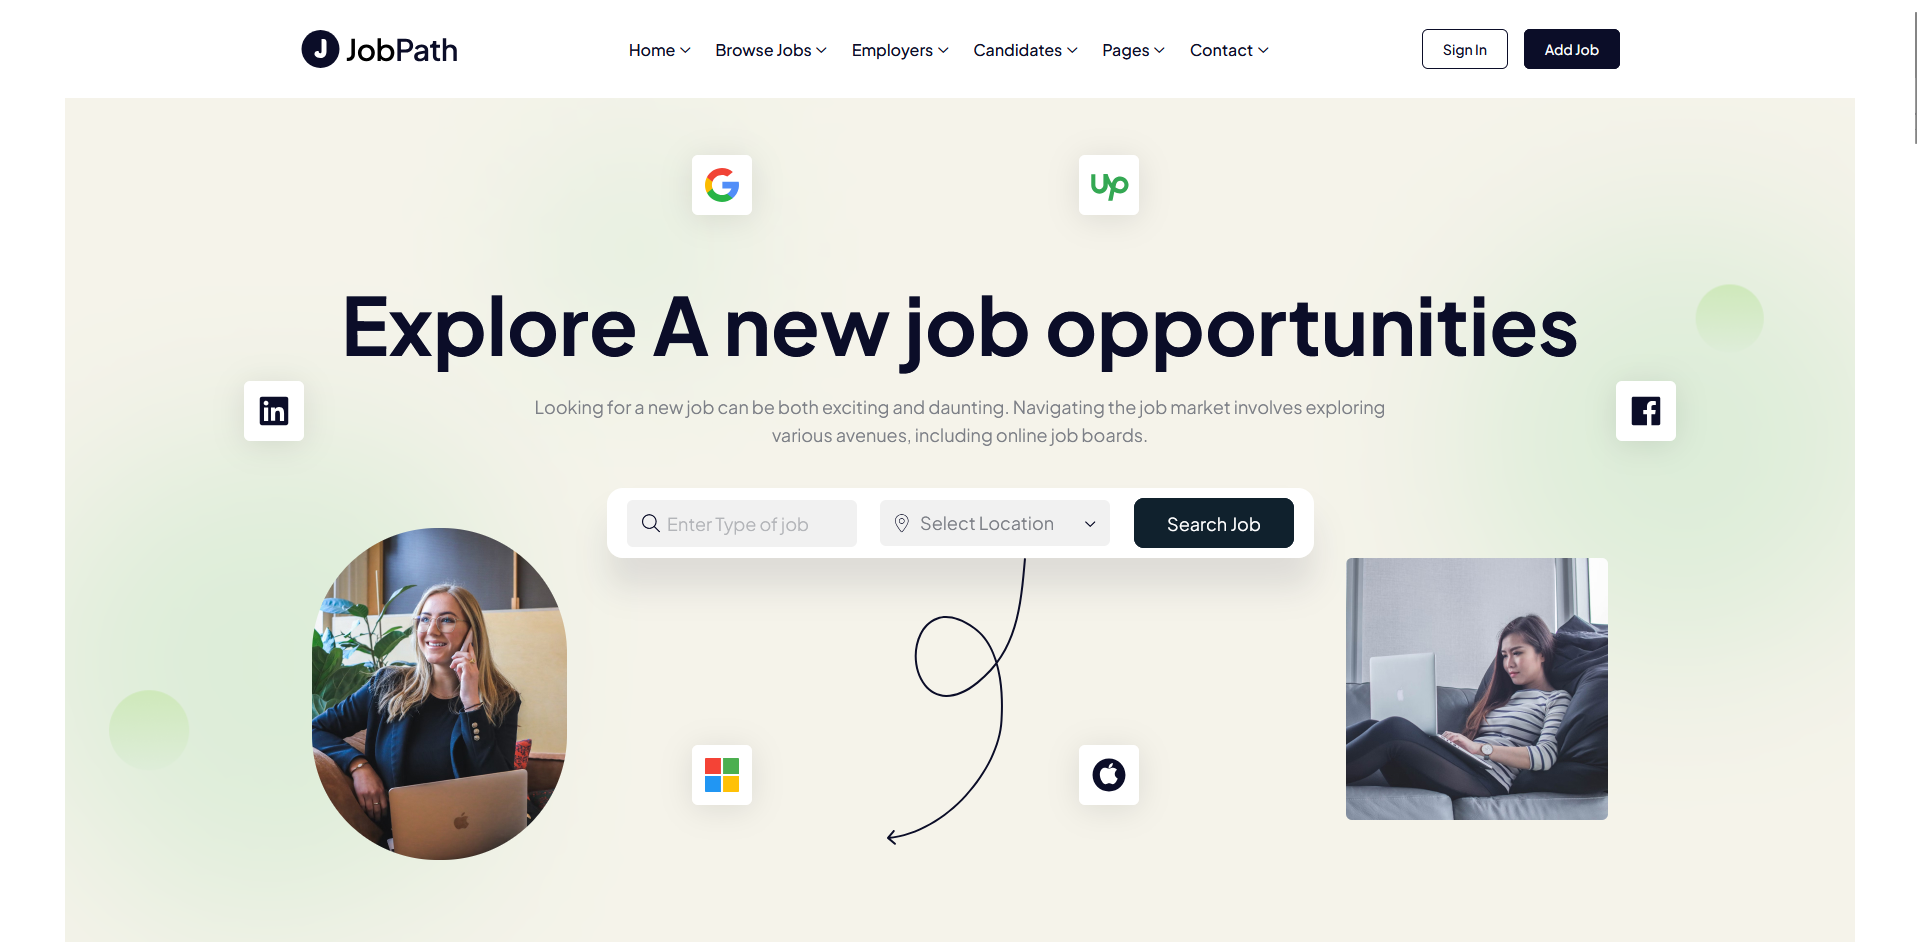 JobPath
Home Browse Jobs Employers Candidates Pages Contact
Sign In Add Job
up
Explore A new job opportunities
in
Looking for a new job can be both exciting and daunting. Navigating the job market involves exploring
various avenues, including online job boards.
Enter Type of job Select Location Search Job